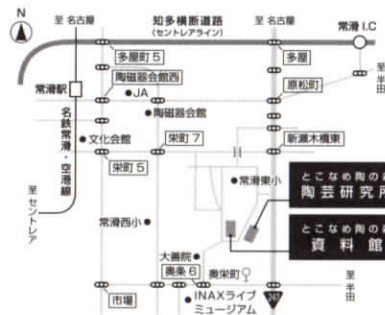 至 名古屋
知多横断道路
(セントレアライン)
至 名古屋
常滑 I.C
N
多屋町 5
多屋
至 半田
常滑駅
陶磁器会館西
原松町
JA
陶磁器会館
名鉄常滑・空港線
文化会館
栄町 7
新瀬木橋東
栄町 5
至 セントレア
常滑東小
とこなめ陶の
陶芸研究所
常滑西小
とこなめ陶の
資料館
大善院
奥条 6
奥栄町
至 半田
市場
INAXライブ
ミュージアム
247